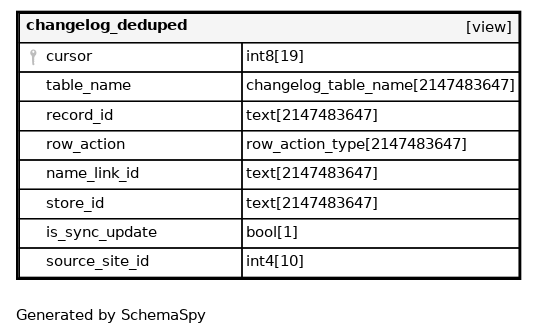 changelog_deduped [view]
cursor int8[19]
table_name changelog_table_name[2147483647]
record_id text[2147483647]
row_action row_action_type[2147483647]
name_link_id text[2147483647]
store_id text[2147483647]
is_sync_update bool[1]
source_site_id int4[10]
Generated by SchemaSpy